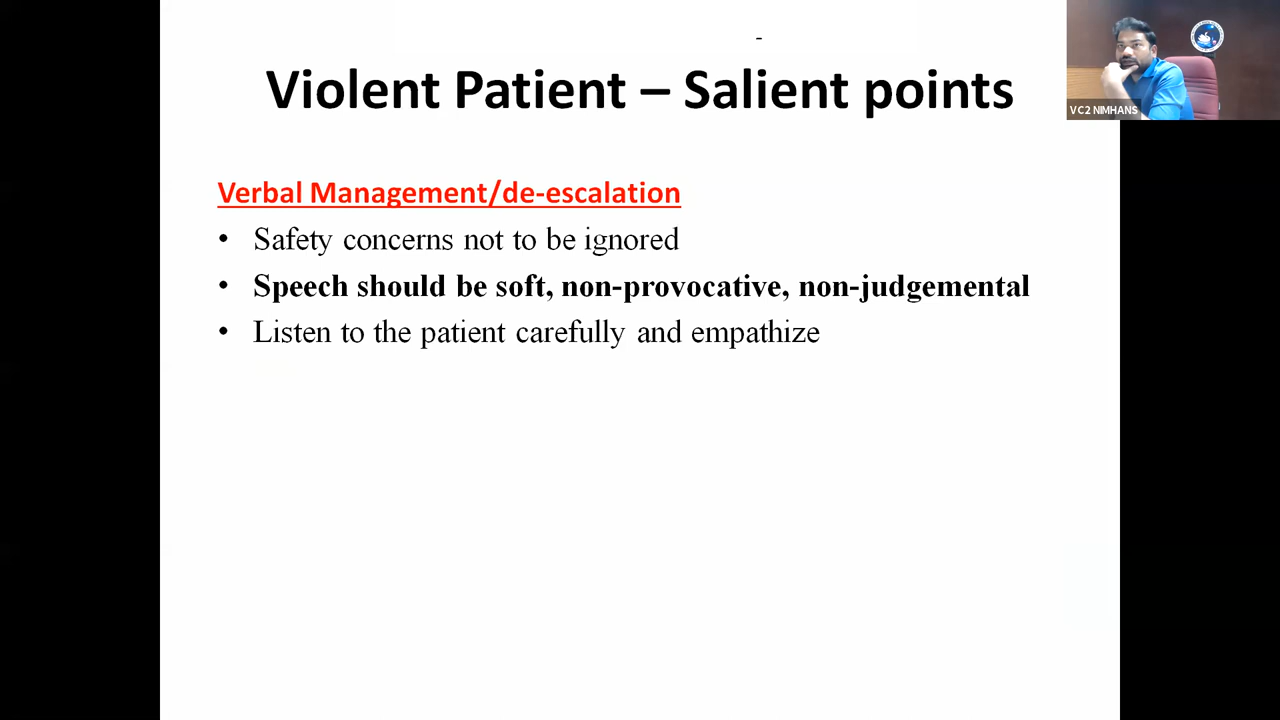 -
Violent Patient – Salient points
VC2 NIMHANS
Verbal Management/de-escalation
• Safety concerns not to be ignored
• Speech should be soft, non-provocative, non-judgemental
• Listen to the patient carefully and empathize